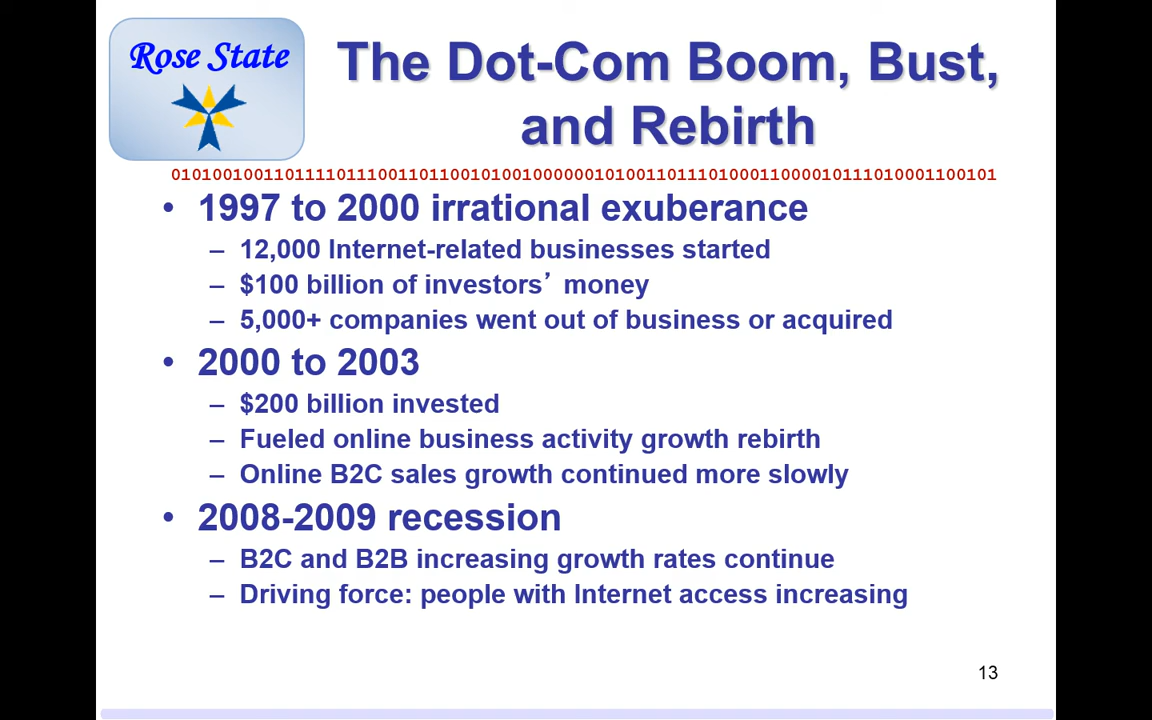 Rose State
The Dot-Com Boom, Bust,
and Rebirth
01010010011011110111001101100101001000000101001101110100011000010111010001100101
• 1997 to 2000 irrational exuberance
– 12,000 Internet-related businesses started
– $100 billion of investors’ money
– 5,000+ companies went out of business or acquired
• 2000 to 2003
– $200 billion invested
– Fueled online business activity growth rebirth
– Online B2C sales growth continued more slowly
• 2008-2009 recession
– B2C and B2B increasing growth rates continue
– Driving force: people with Internet access increasing
13